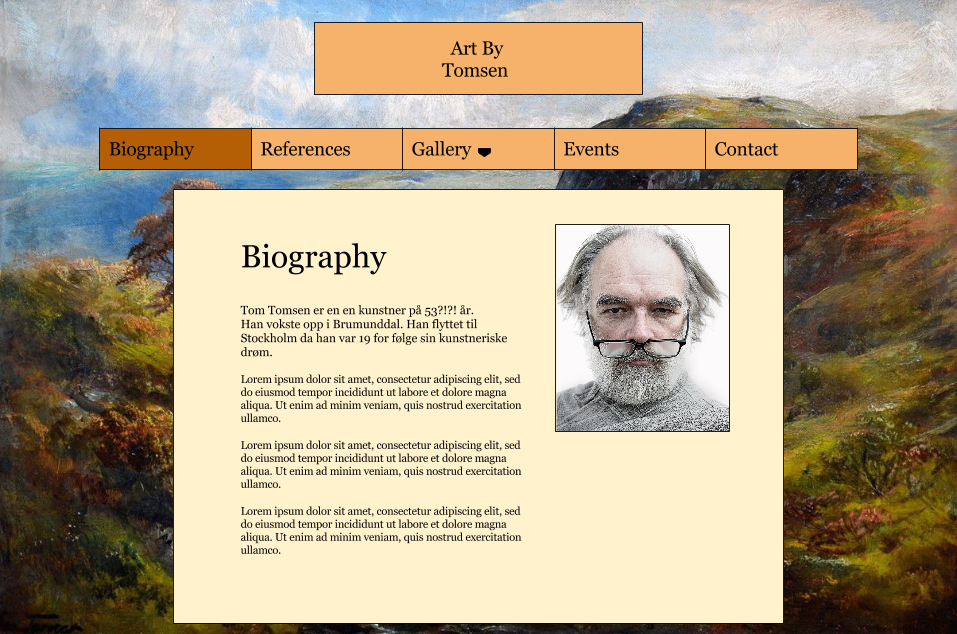 Art By
Tomsen
Biography
References
Gallery
Events
Contact
Biography
Tom Tomsen er en en kunstner på 53?!?! år.
Han vokste opp i Brumunddal. Han flyttet til
Stockholm da han var 19 for følge sin kunstneriske
drøm.
Lorem ipsum dolor sit amet, consectetur adipiscing elit, sed
do eiusmod tempor incididunt ut labore et dolore magna
aliqua. Ut enim ad minim veniam, quis nostrud exercitation
ullamco.
Lorem ipsum dolor sit amet, consectetur adipiscing elit, sed
do eiusmod tempor incididunt ut labore et dolore magna
aliqua. Ut enim ad minim veniam, quis nostrud exercitation
ullamco.
Lorem ipsum dolor sit amet, consectetur adipiscing elit, sed
do eiusmod tempor incididunt ut labore et dolore magna
aliqua. Ut enim ad minim veniam, quis nostrud exercitation
ullamco.